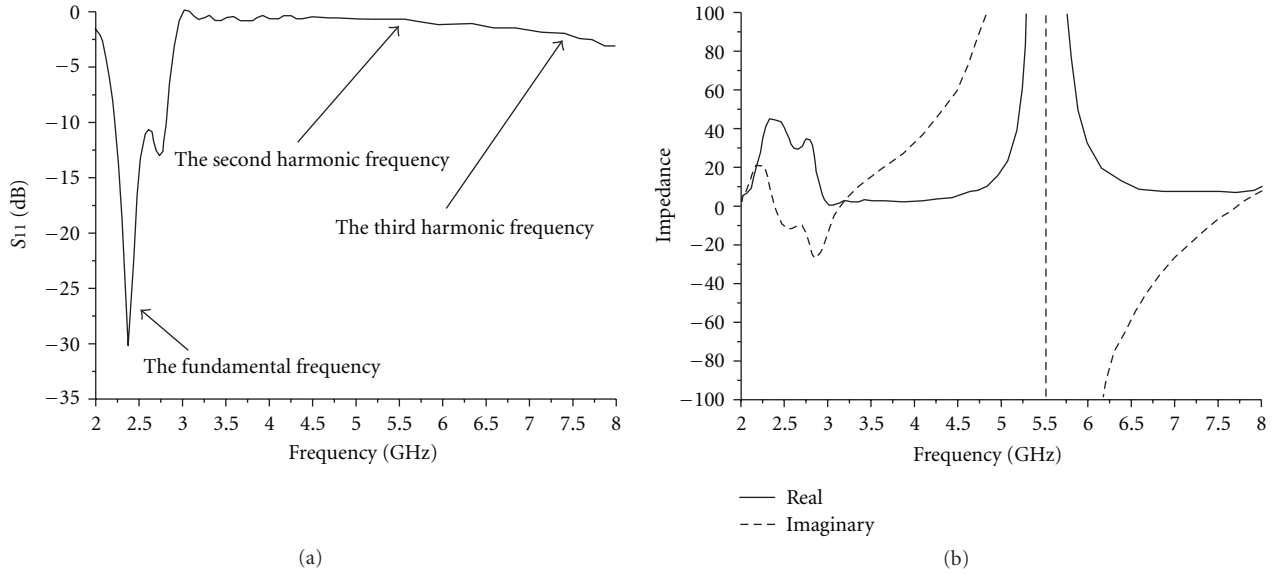 0
−5
−10
−15
−20
−25
−30
−35
S11 (dB)
The second harmonic frequency
The third harmonic frequency
The fundamental frequency
2 2.5 3 3.5 4 4.5 5 5.5 6 6.5 7 7.5 8
Frequency (GHz)
(a)
100
80
60
40
20
0
−20
−40
−60
−80
−100
Impedance
2 2.5 3 3.5 4 4.5 5 5.5 6 6.5 7 7.5 8
Frequency (GHz)
Real
Imaginary
(b)